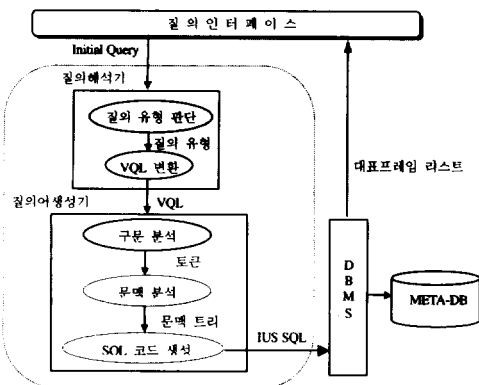 질 의 인 터 페 이 스
Initial Query
질의해석기
질의 유형 판단
질의 유형
VQL 변환
질의어생성기
VQL
구문 분석
토큰
문맥 분석
문맥 트리
SQL 코드 생성
IUS SQL
대표프레임 리스트
D
B
M
S
META-DB